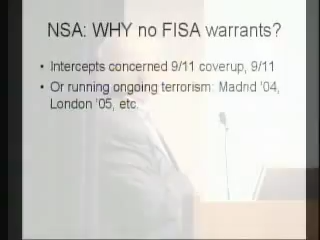 NSA: WHY no FISA warrants?
• Intercepts concerned 9/11 coverup, 9/11
• Or running ongoing terrorism: Madrid '04,
London '05, etc.